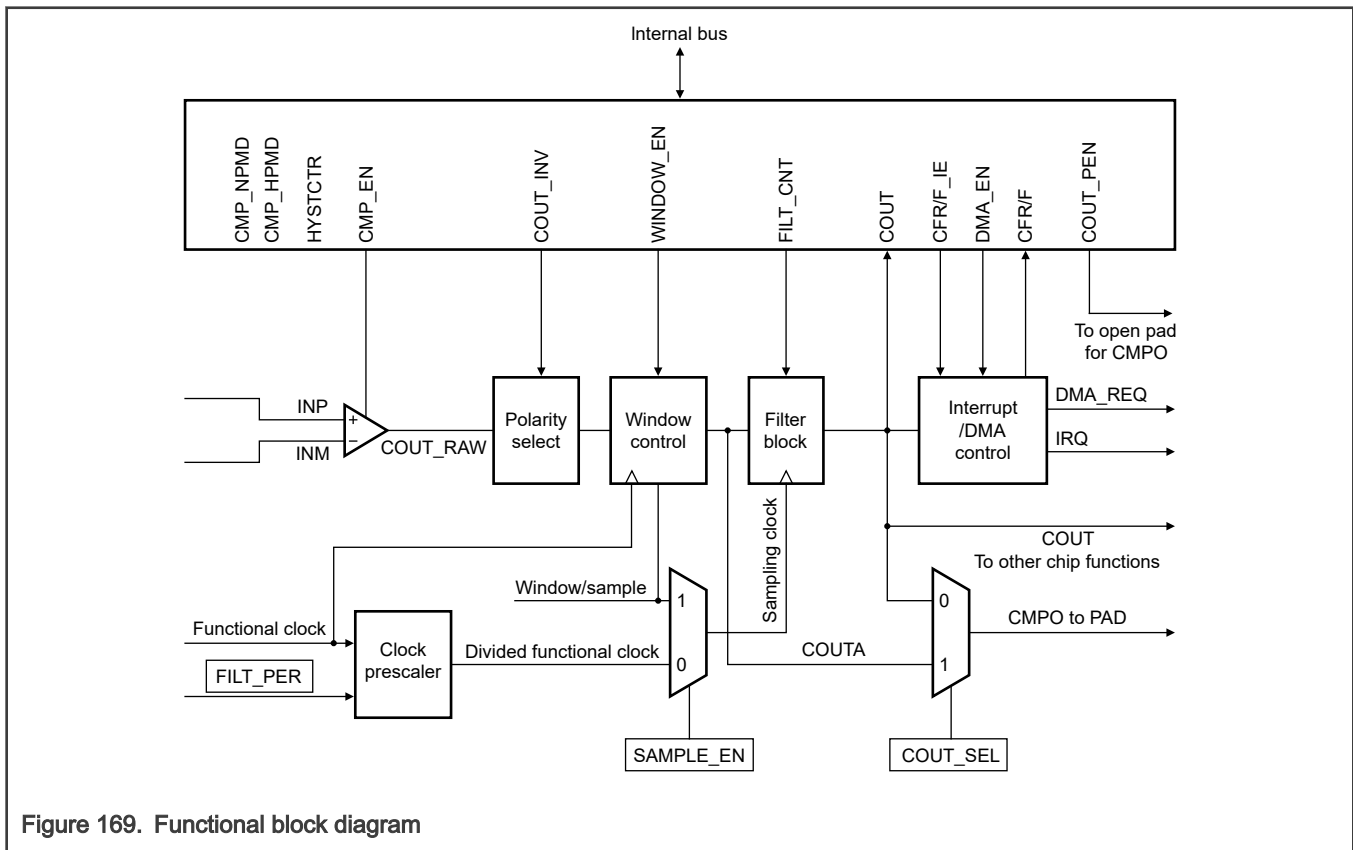 Internal bus
CMP_NPMD
CMP_HPMD
HYSTCTR
CMP_EN
COUT_INV
WINDOW_EN
FILT_CNT
COUT
CFR/F_IE
DMA_EN
CFR/F
COUT_PEN
To open pad
for CMPO
INP
+
−
INM
COUT_RAW
Polarity
select
Window
control
Filter
block
Interrupt
/DMA
control
DMA_REQ
IRQ
Sampling clock
COUT
To other chip functions
Window/sample
1
0
Functional clock
FILT_PER
Clock
prescaler
Divided functional clock
COUTA
0
1
CMPO to PAD
SAMPLE_EN
COUT_SEL
Figure 169. Functional block diagram